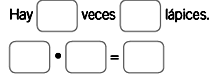 Hay veces lápices.
• =